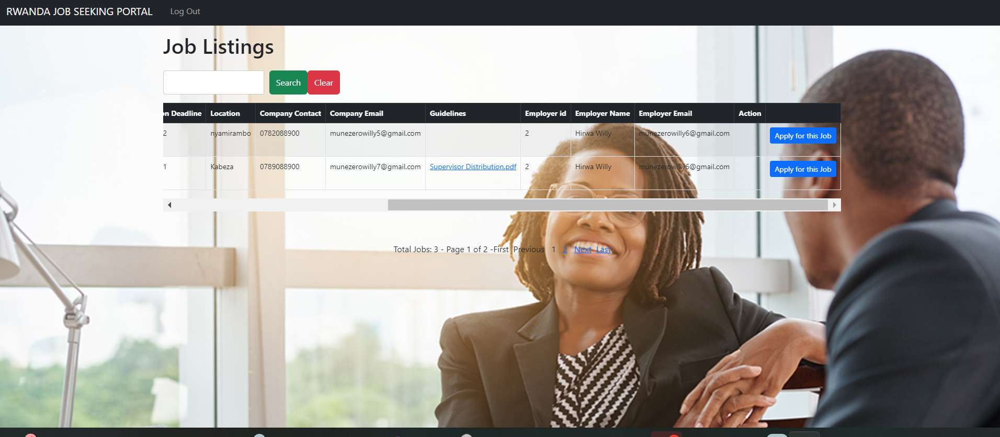 RWANDA JOB SEEKING PORTAL Log Out
Job Listings
Search Clear
on Deadline Location Company Contact Company Email Guidelines Employer id Employer Name Employer Email Action
2 nyamirambo 0782088900 munezerowilly5@gmail.com 2 Hirwa Willy munezerowilly6@gmail.com Apply for this Job
1 Kabeza 0789088900 munezerowilly7@gmail.com Supervisor Distribution.pdf 2 Hirwa Willy munezerowilly6@gmail.com Apply for this Job
Total Jobs: 3 - Page 1 of 2 -First Previous 1 2 Next Last